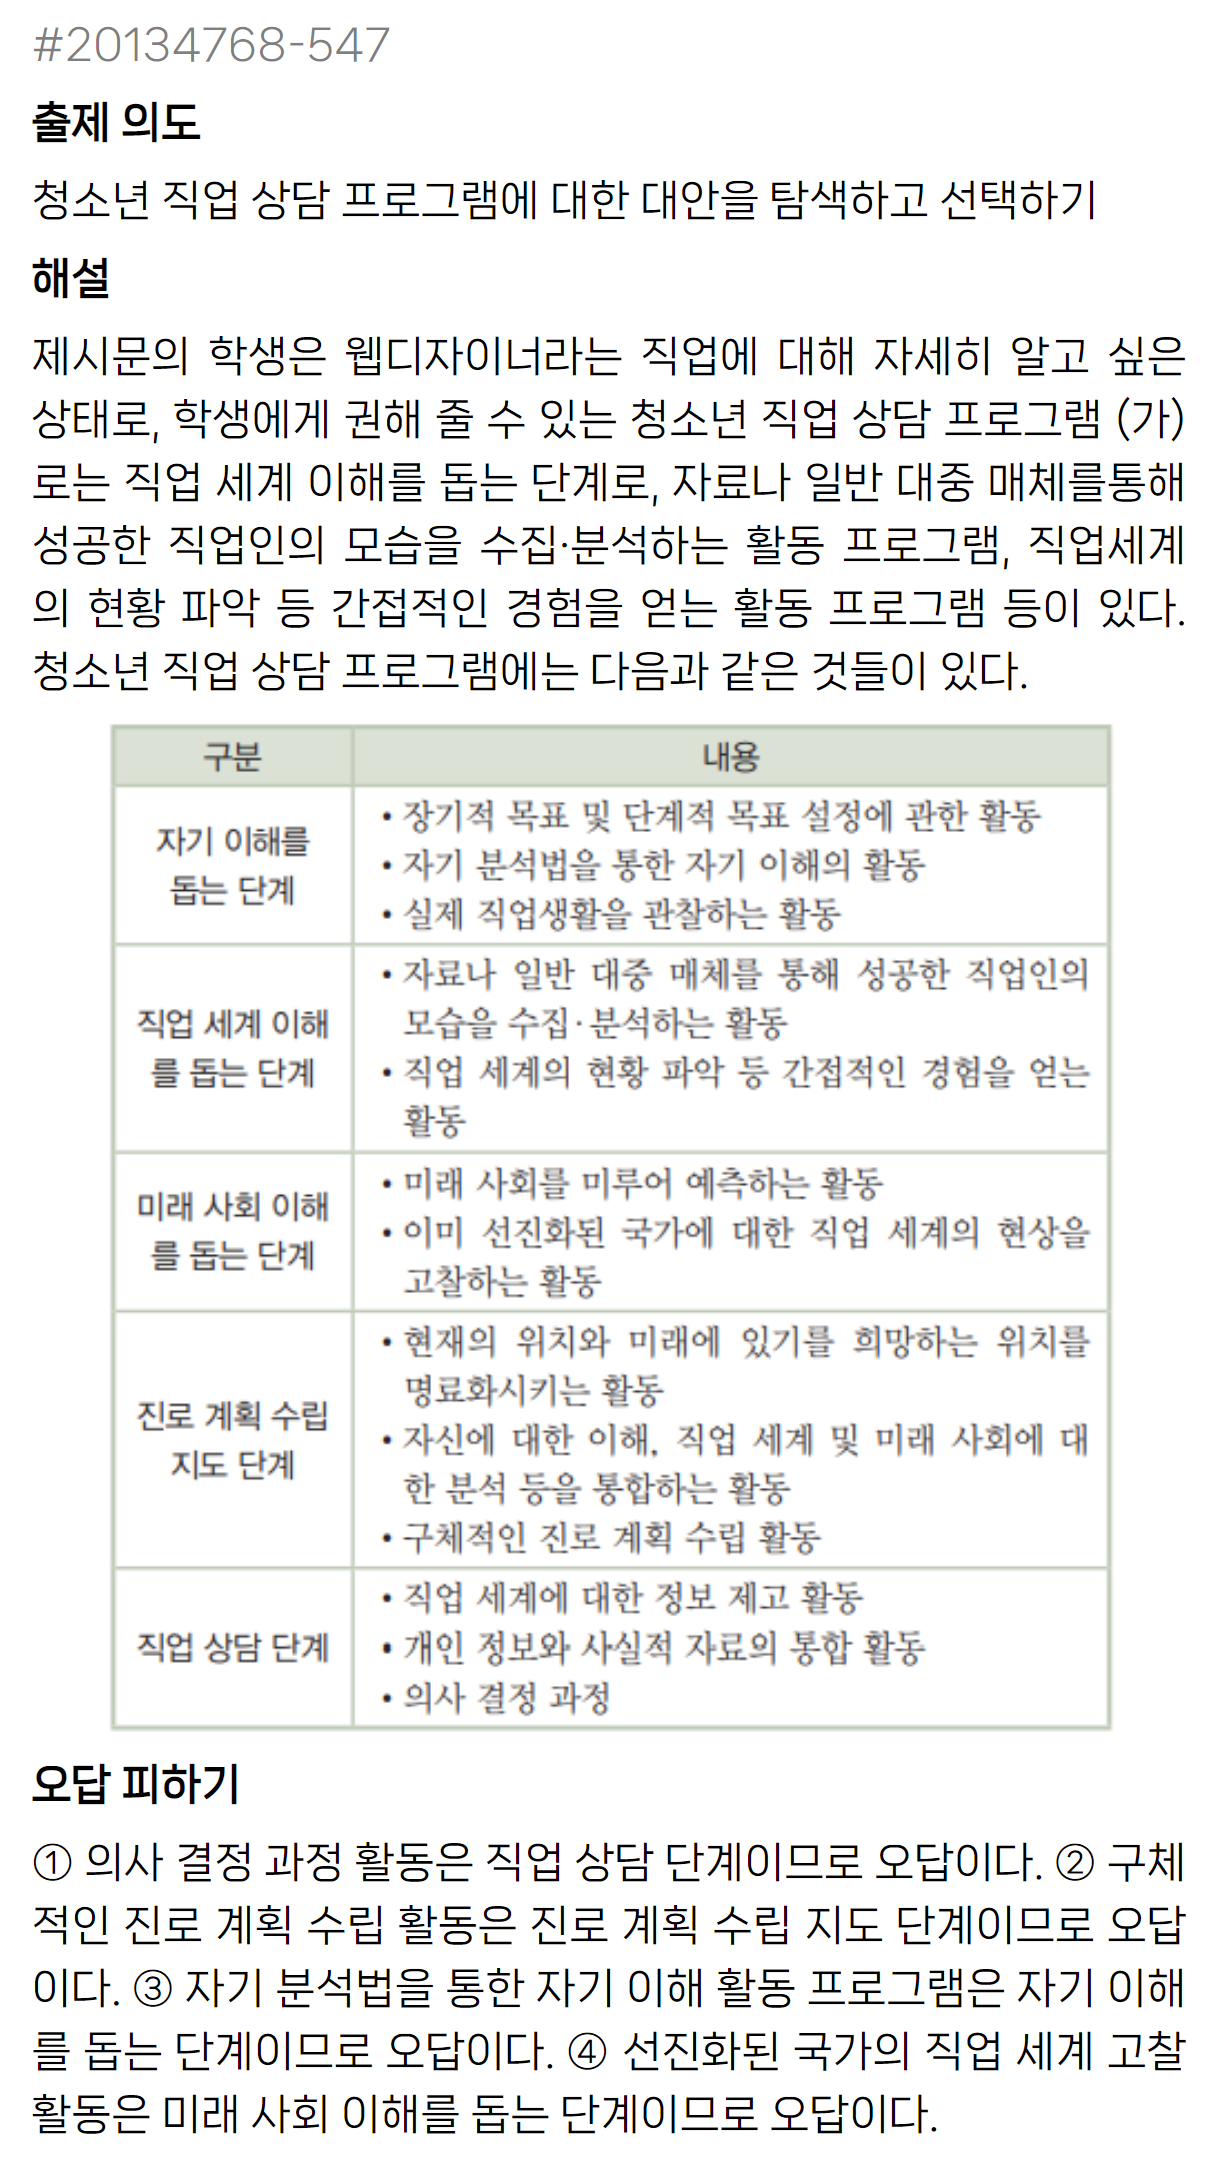 #20134768-547
출제 의도
청소년 직업 상담 프로그램에 대한 대안을 탐색하고 선택하기
해설
제시문의 학생은 웹디자이너라는 직업에 대해 자세히 알고 싶은
상태로, 학생에게 권해 줄 수 있는 청소년 직업 상담 프로그램 (가)
로는 직업 세계 이해를 돕는 단계로, 자료나 일반 대중 매체를통해
성공한 직업인의 모습을 수집·분석하는 활동 프로그램, 직업세계
의 현황 파악 등 간접적인 경험을 얻는 활동 프로그램 등이 있다.
청소년 직업 상담 프로그램에는 다음과 같은 것들이 있다.
구분 내용
자기 이해를
돕는 단계
• 장기적 목표 및 단계적 목표 설정에 관한 활동
• 자기 분석법을 통한 자기 이해의 활동
• 실제 직업생활을 관찰하는 활동
직업 세계 이해
를 돕는 단계
• 자료나 일반 대중 매체를 통해 성공한 직업인의
모습을 수집·분석하는 활동
• 직업 세계의 현황 파악 등 간접적인 경험을 얻는
활동
미래 사회 이해
를 돕는 단계
• 미래 사회를 미루어 예측하는 활동
• 이미 선진화된 국가에 대한 직업 세계의 현상을
고찰하는 활동
진로 계획 수립
지도 단계
• 현재의 위치와 미래에 있기를 희망하는 위치를
명료화시키는 활동
• 자신에 대한 이해, 직업 세계 및 미래 사회에 대
한 분석 등을 통합하는 활동
• 구체적인 진로 계획 수립 활동
직업 상담 단계
• 직업 세계에 대한 정보 제고 활동
• 개인 정보와 사실적 자료의 통합 활동
• 의사 결정 과정
오답 피하기
① 의사 결정 과정 활동은 직업 상담 단계이므로 오답이다. ② 구체
적인 진로 계획 수립 활동은 진로 계획 수립 지도 단계이므로 오답
이다. ③ 자기 분석법을 통한 자기 이해 활동 프로그램은 자기 이해
를 돕는 단계이므로 오답이다. ④ 선진화된 국가의 직업 세계 고찰
활동은 미래 사회 이해를 돕는 단계이므로 오답이다.